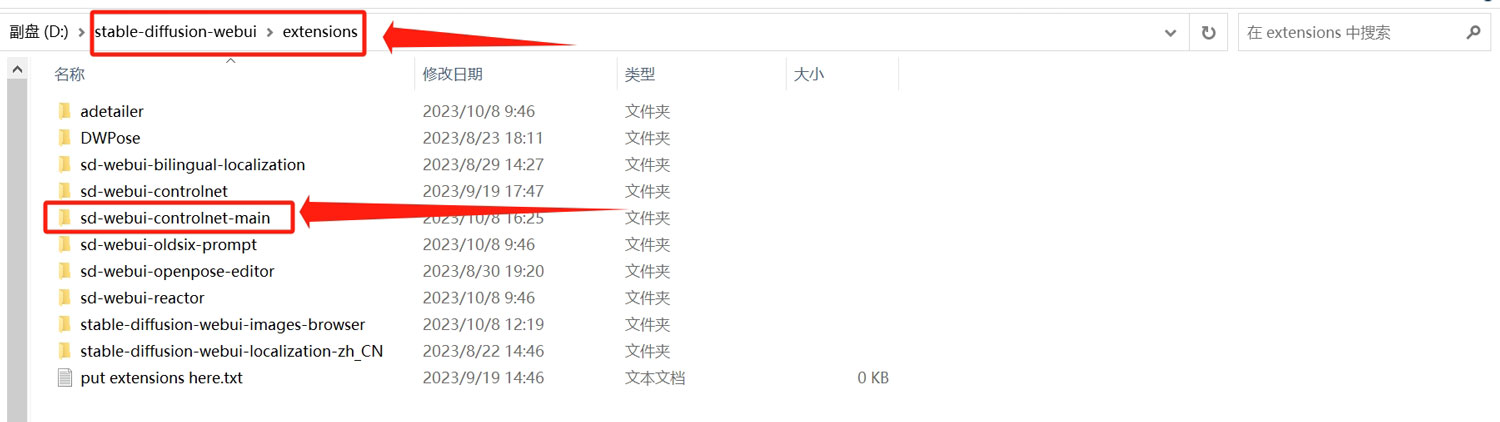 副盘 (D:) > stable-diffusion-webui > extensions 在 extensions 中搜索
名称 修改日期 类型 大小
adetailer 2023/10/8 9:46 文件夹
DWPose 2023/8/23 18:11 文件夹
sd-webui-bilingual-localization 2023/8/29 14:27 文件夹
sd-webui-controlnet 2023/9/19 17:47 文件夹
sd-webui-controlnet-main 2023/10/8 16:25 文件夹
sd-webui-oldsix-prompt 2023/10/8 9:46 文件夹
sd-webui-openpose-editor 2023/8/30 19:20 文件夹
sd-webui-reactor 2023/10/8 9:46 文件夹
stable-diffusion-webui-images-browser 2023/10/8 12:19 文件夹
stable-diffusion-webui-localization-zh_CN 2023/8/22 14:46 文件夹
put extensions here.txt 2023/9/19 14:46 文本文档 0 KB